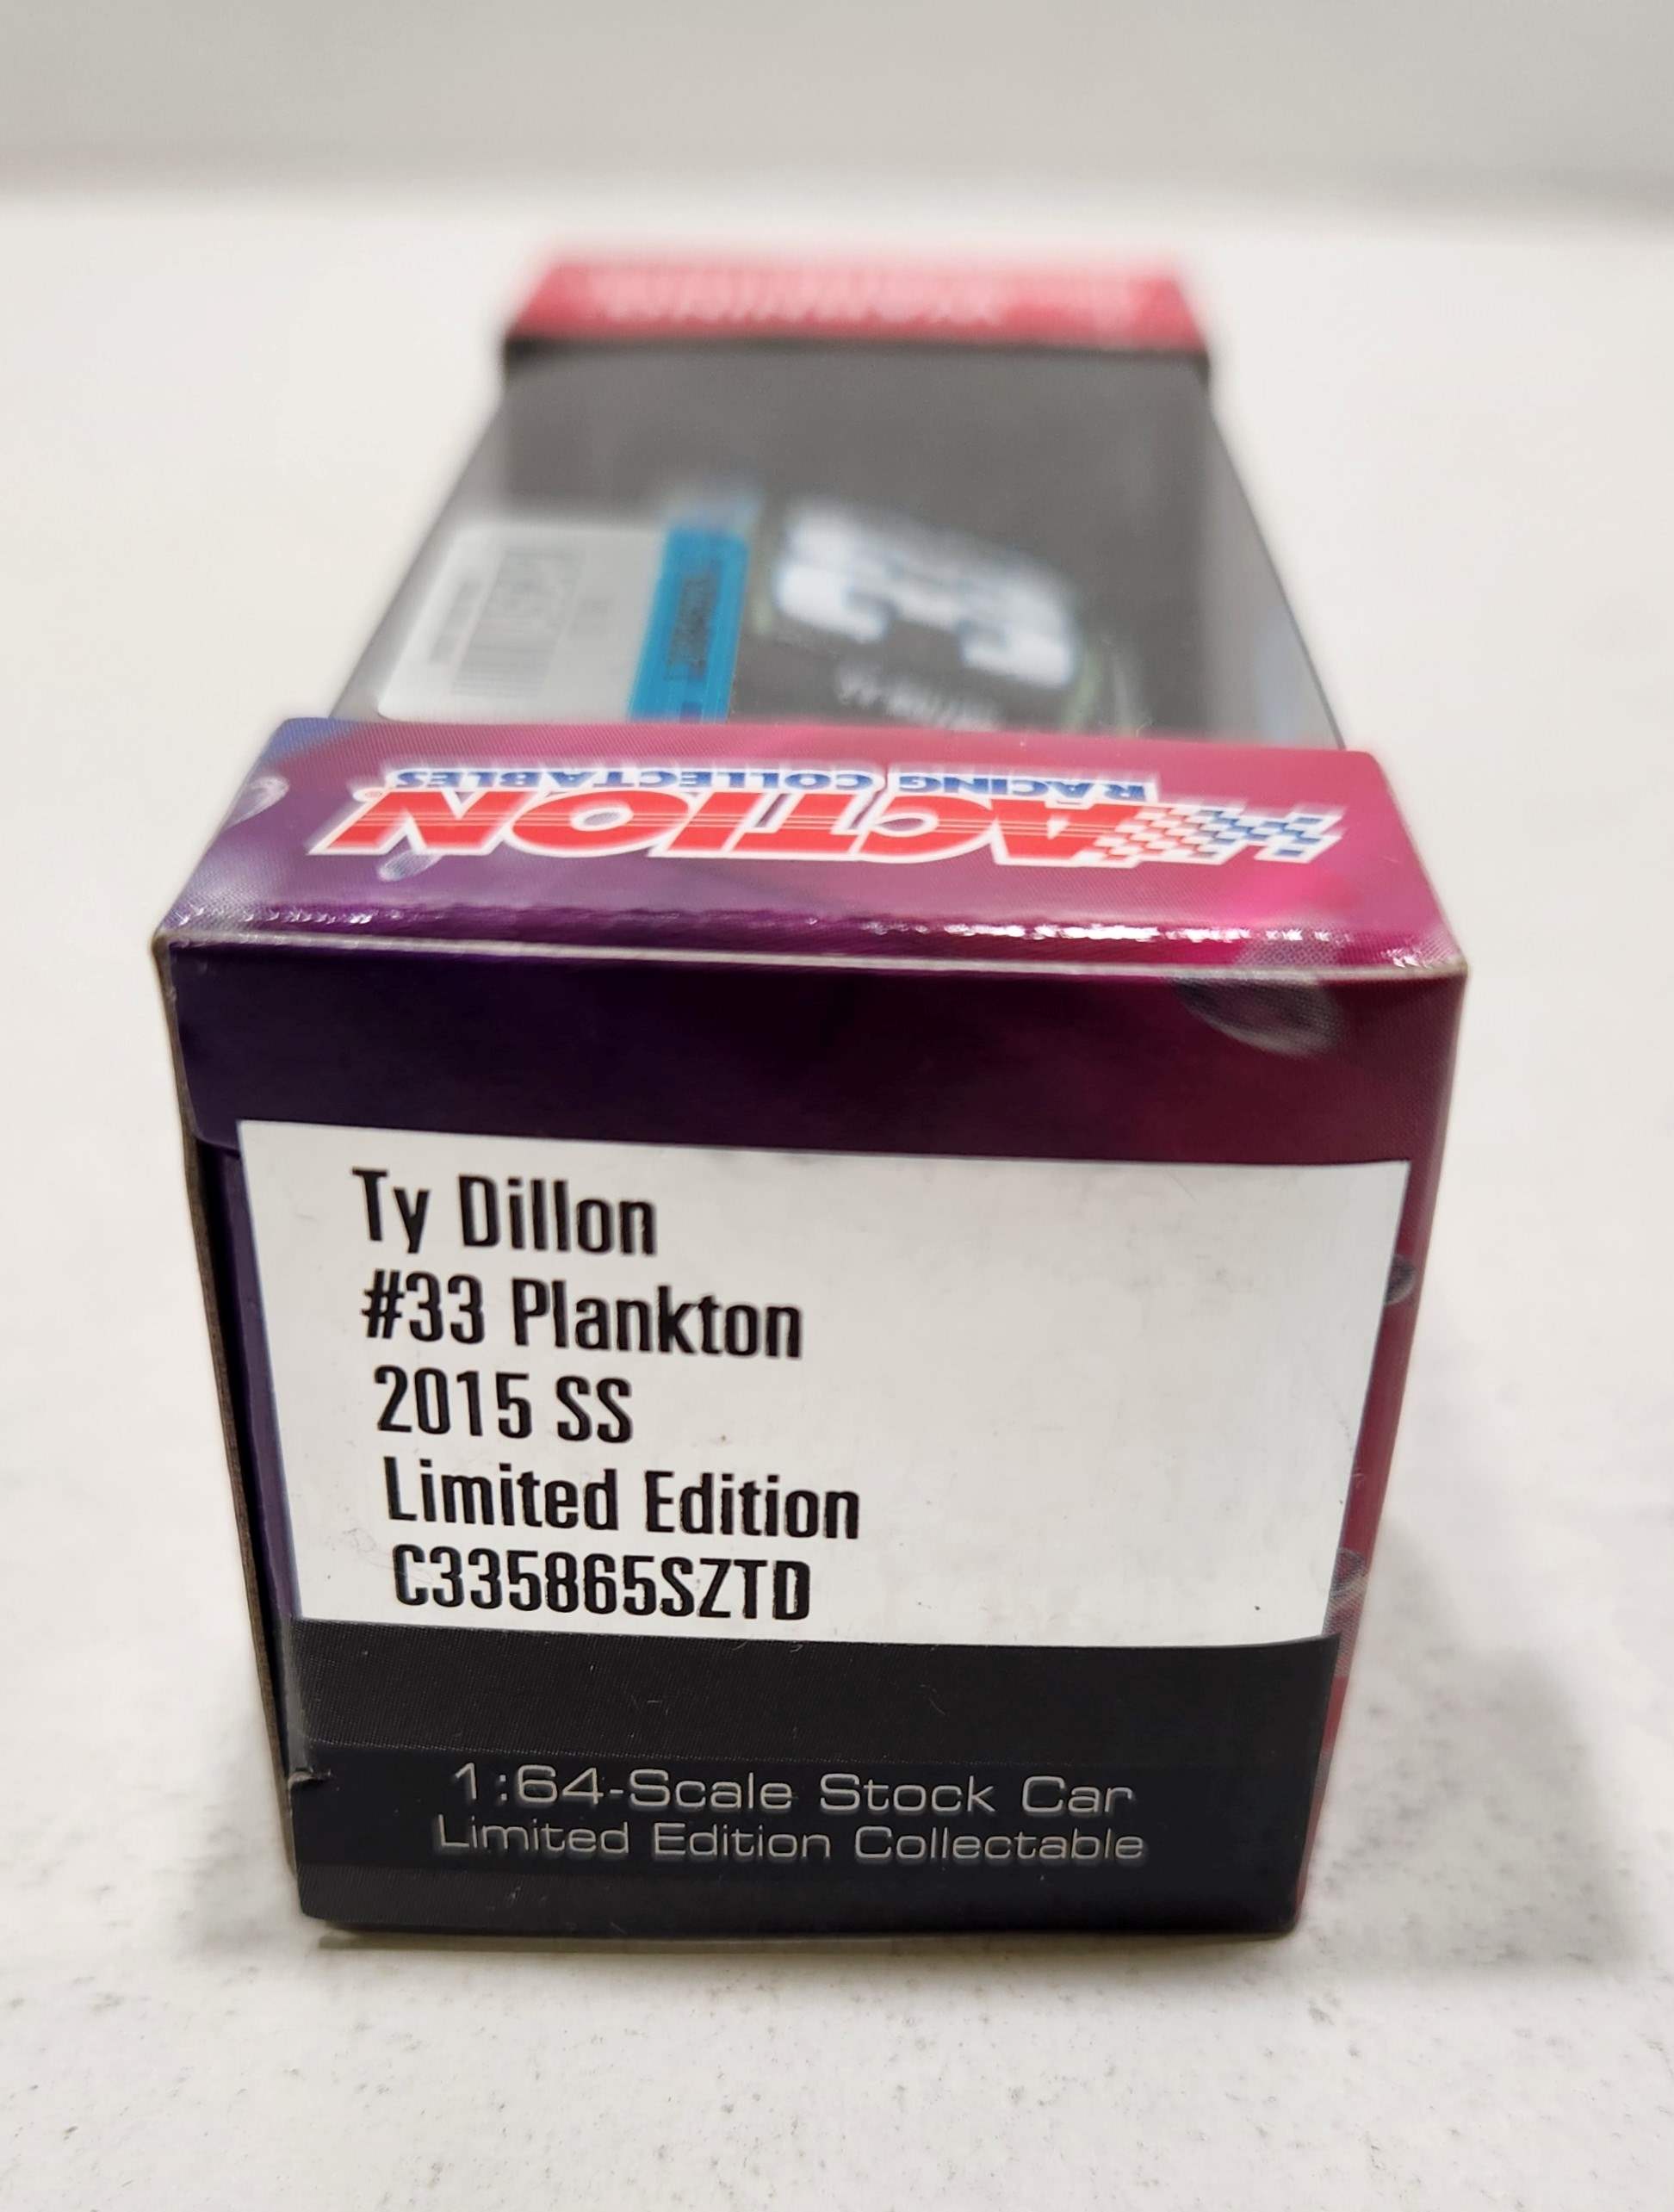 ACTION
RACING COLLECTABLES
Ty Dillon
#33 Plankton
2015 SS
Limited Edition
C335865SZTD
1:64-Scale Stock Car
Limited Edition Collectable